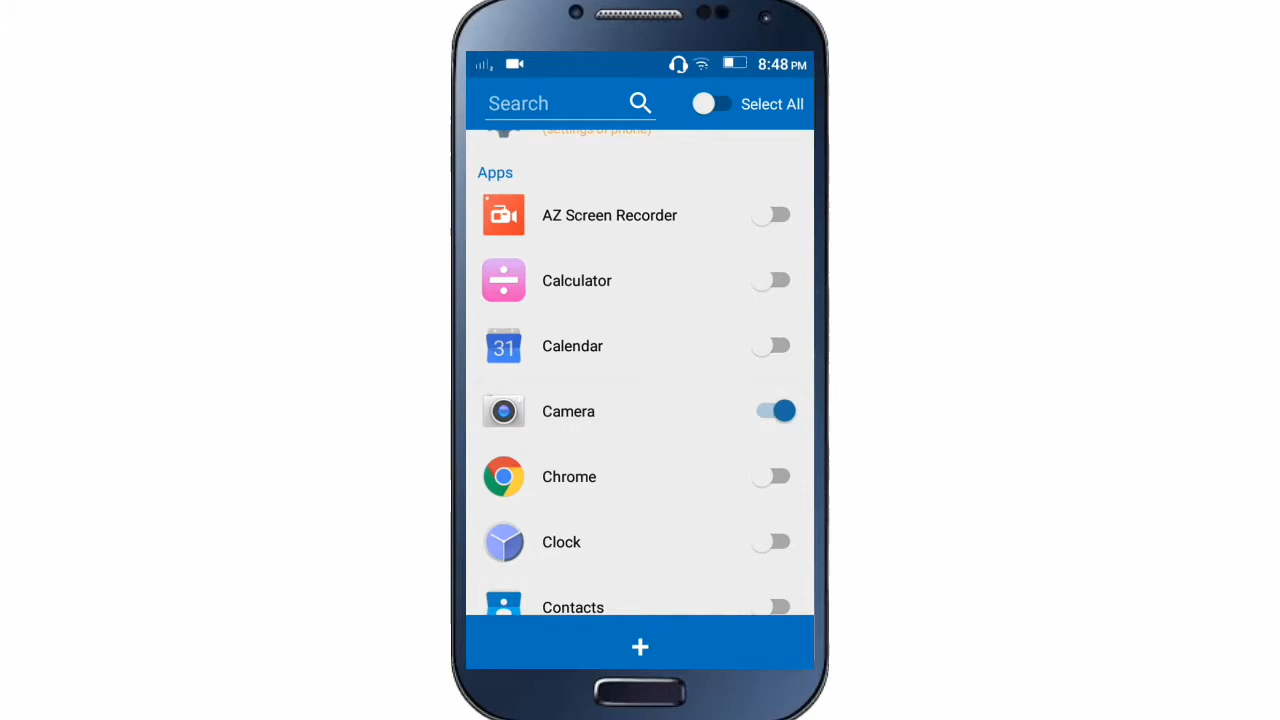 8:48 PM
Search
Select All
(settings of phone)
Apps
AZ Screen Recorder
Calculator
31
Calendar
Camera
Chrome
Clock
Contacts
+